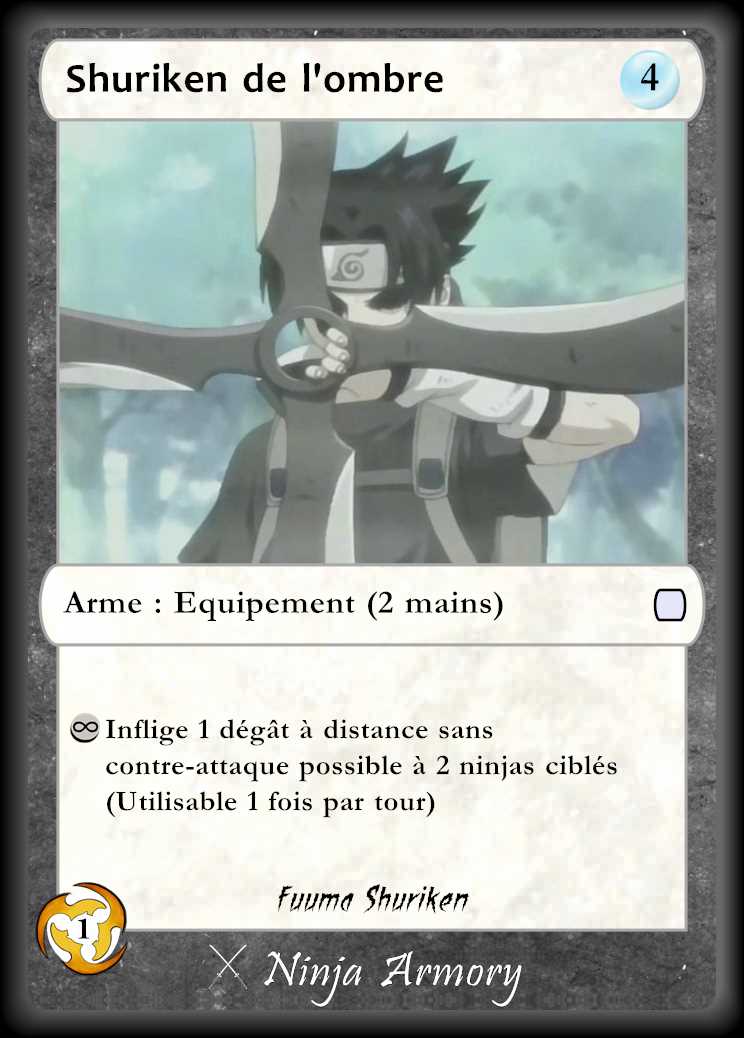 Shuriken de l'ombre
4
Arme : Equipement (2 mains)
∞ Inflige 1 dégât à distance sans
contre-attaque possible à 2 ninjas ciblés
(Utilisable 1 fois par tour)
Fuuma Shuriken
1
Ninja Armory